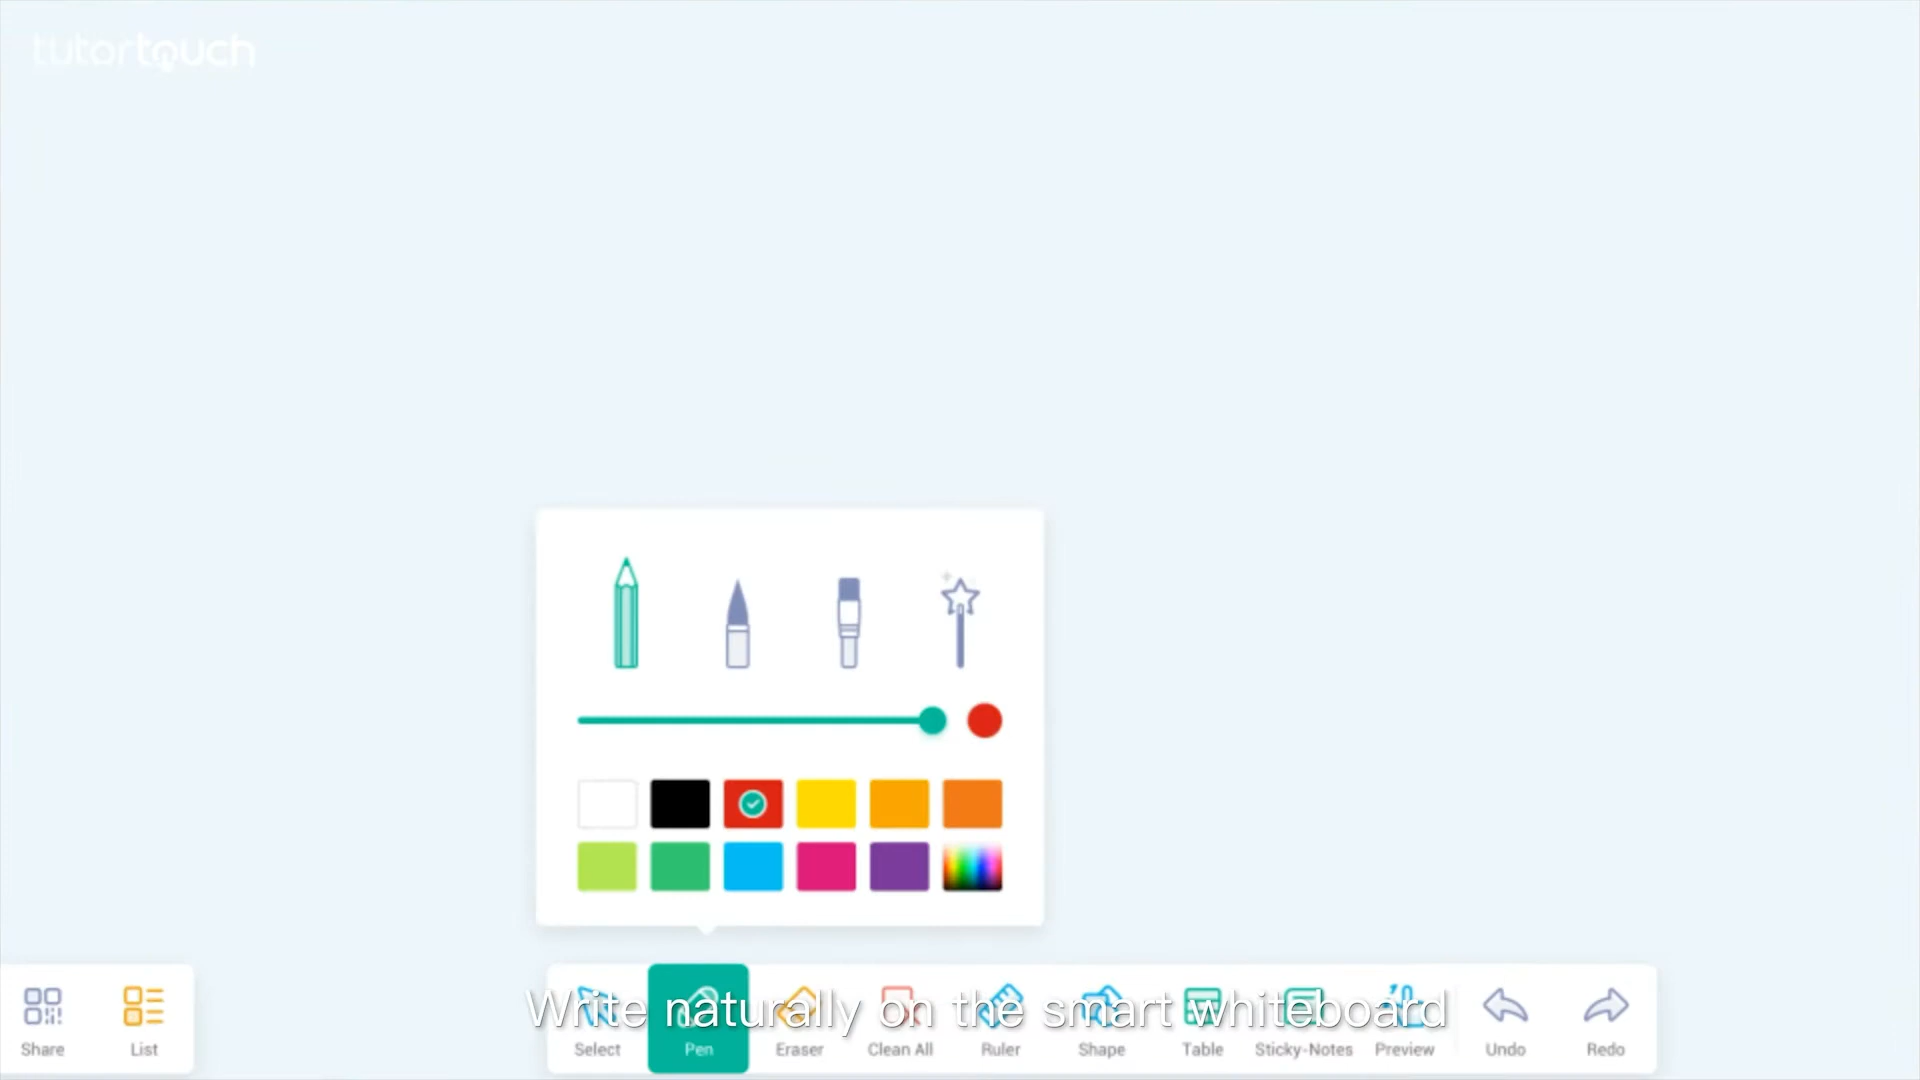 tutortouch
Write naturally on the smart whiteboard
Share
List
Select
Pen
Eraser
Clean All
Ruler
Shape
Table
Sticky-Notes
Preview
Undo
Redo